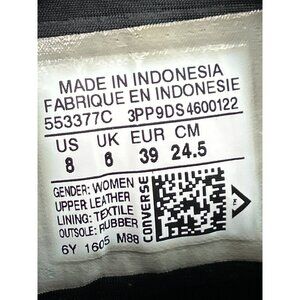 MADE IN INDONESIA
FABRIQUE EN INDONESIE
553377C 3PP9DS4600122
US UK EUR CM
8 6 39 24.5
GENDER: WOMEN
UPPER LEATHER
LINING: TEXTILE
OUTSOLE: RUBBER
6Y 1605 M88
CONVERSE